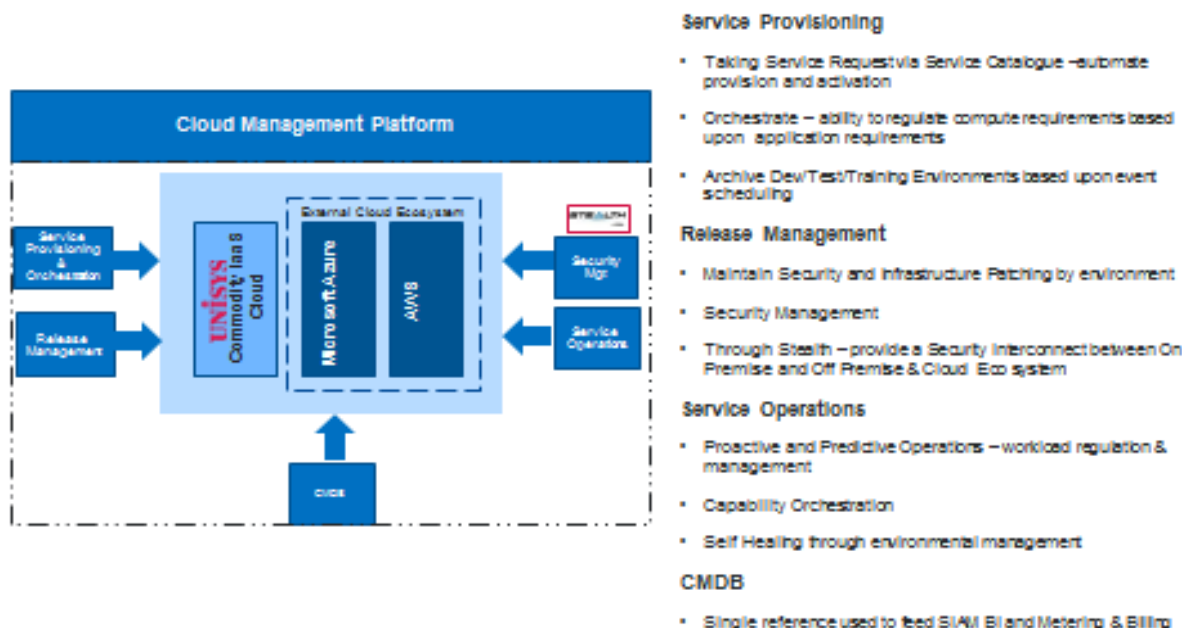 Cloud Management Platform
External Cloud Ecosystem
Service
Provisioning
&
Orchestration
Release
Management
UNISYS
Commodity IaaS
Cloud
Microsoft Azure
AWS
STEALTH
Security
Mgt
Service
Operations
CMDB
Service Provisioning
• Taking Service Request via Service Catalogue – automate
provision and activation
• Orchestrate – ability to regulate compute requirements based
upon application requirements
• Archive Dev/Test/Training Environments based upon event
scheduling
Release Management
• Maintain Security and Infrastructure Patching by environment
• Security Management
• Through Stealth – provide a Security Interconnect between On
Premise and Off Premise & Cloud Eco system
Service Operations
• Proactive and Predictive Operations – workload regulation &
management
• Capability Orchestration
• Self Healing through environmental management
CMDB
• Single reference used to feed SIAM BI and Metering & Billing